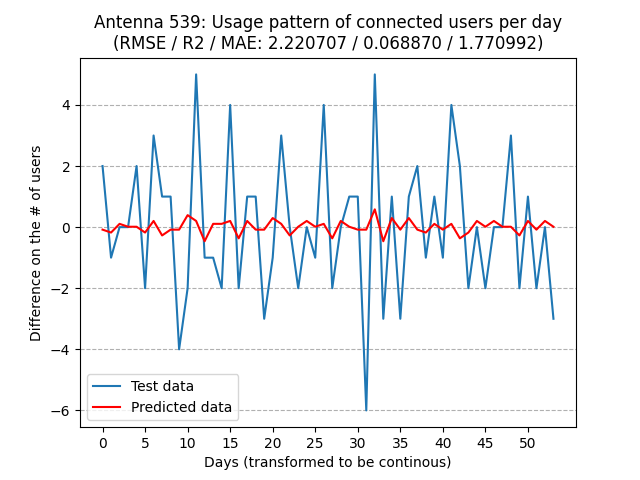 Antenna 539: Usage pattern of connected users per day
(RMSE / R2 / MAE: 2.220707 / 0.068870 / 1.770992)
Difference on the # of users
4
2
0
−2
−4
−6
Test data
Predicted data
0 5 10 15 20 25 30 35 40 45 50
Days (transformed to be continous)